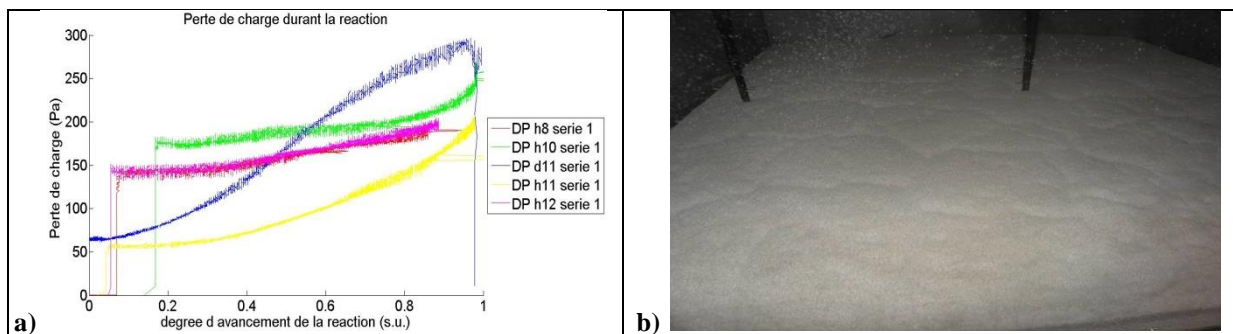 Perte de charge durant la reaction
300
250
200
150
100
50
0
Perte de charge (Pa)
0
0.2
0.4
0.6
0.8
1
degree d avancement de la reaction (s.u.)
DP h8 serie 1
DP h10 serie 1
DP d11 serie 1
DP h11 serie 1
DP h12 serie 1
a)
b)